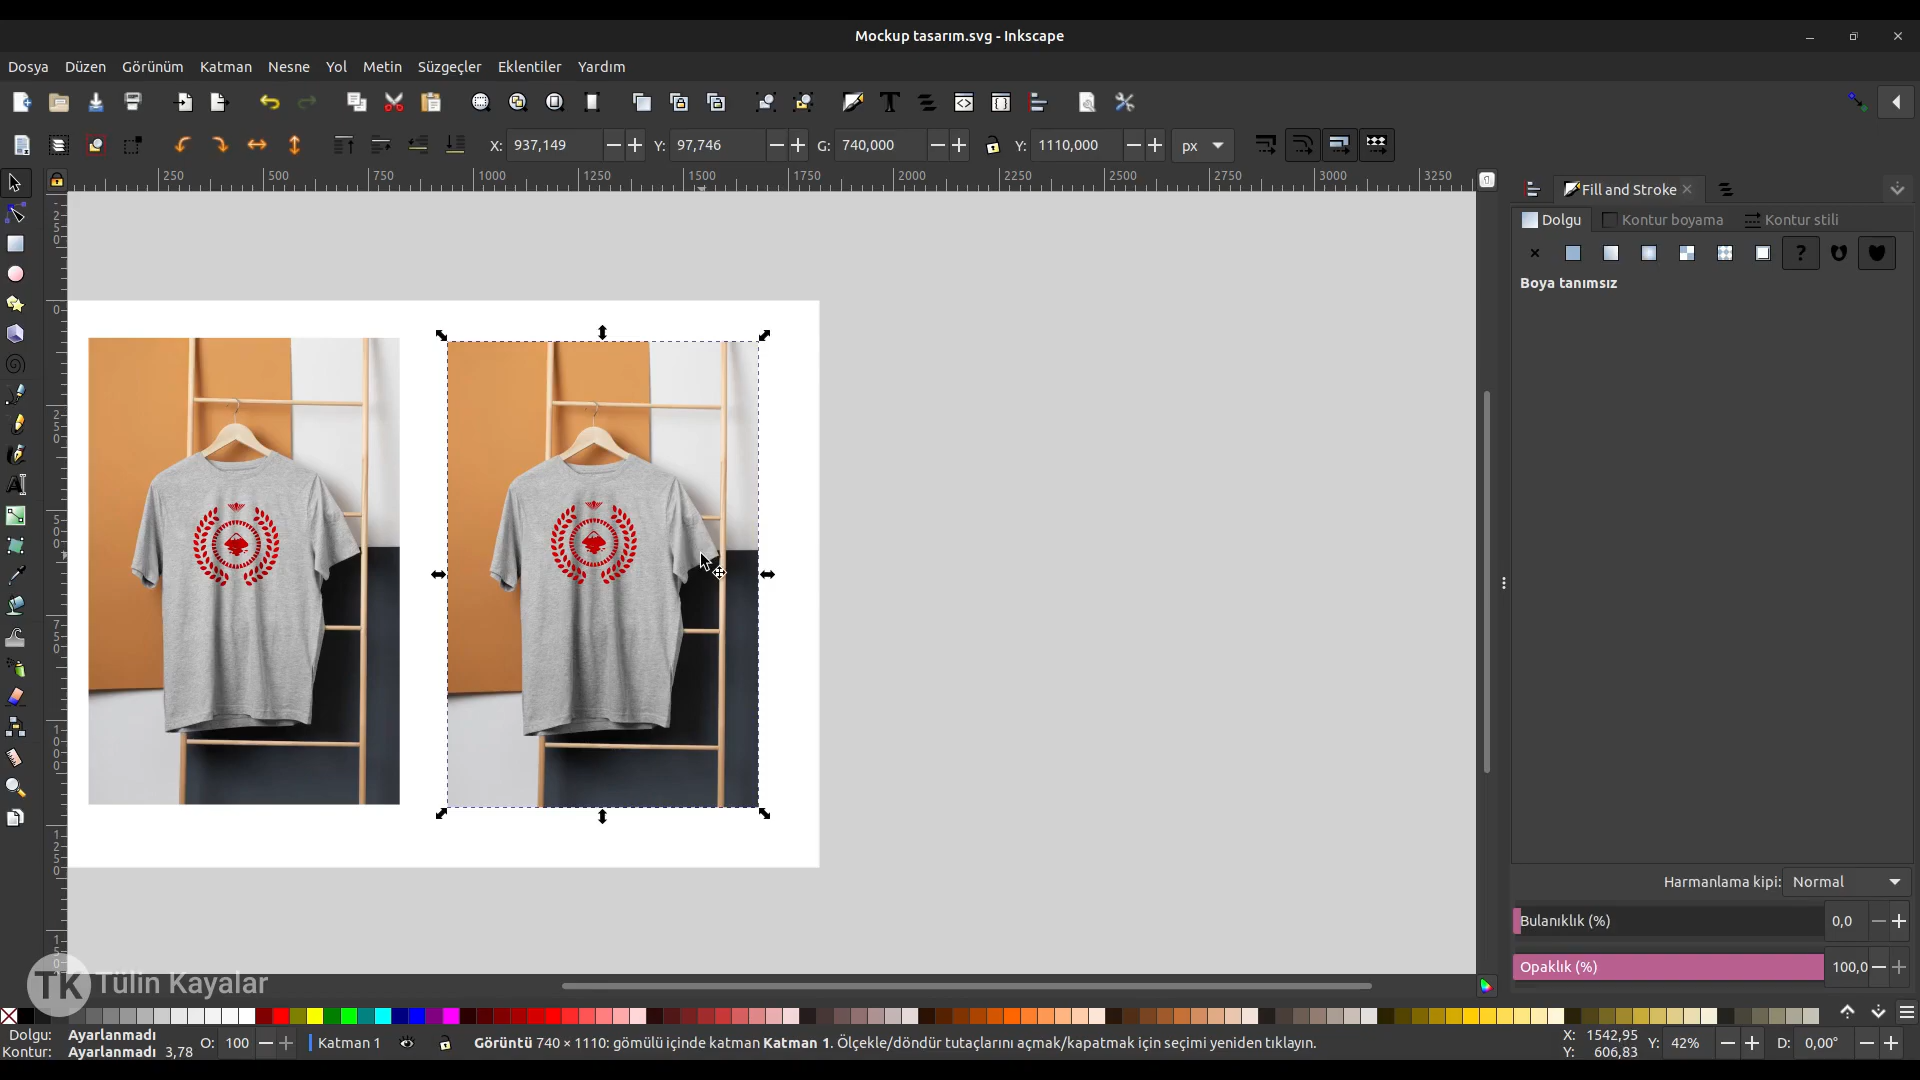 Mockup tasarım.svg - Inkscape
Dosya Düzen Görünüm Katman Nesne Yol Metin Süzgeçler Eklentiler Yardım
X: 937,149 Y: 97,746 G: 740,000 Y: 1110,000 px
250 500 750 1000 1250 1500 1750 2000 2250 2500 2750 3000 3250
Fill and Stroke
Dolgu Kontur boyama Kontur stili
Boya tanımsız
Harmanlama kipi: Normal
Bulanıklık (%) 0,0
Opaklık (%) 100,0
TK Tülin Kayalar
Dolgu: Ayarlanmadı
Kontur: Ayarlanmadı 3,78
O: 100
Katman 1
Görüntü 740 × 1110: gömülü içinde katman Katman 1. Ölçekle/döndür tutaçlarını açmak/kapatmak için seçimi yeniden tıklayın.
X: 1542,95
Y: 606,83
Y: 42%
D: 0,00°